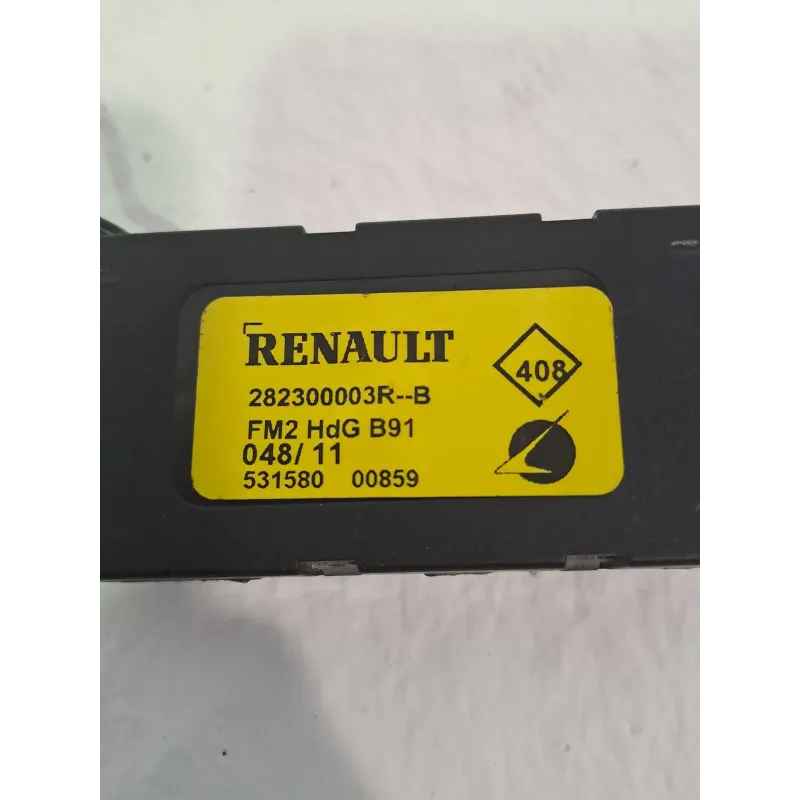 RENAULT
408
282300003R--B
FM2 HdG B91
048/11
531580 00859